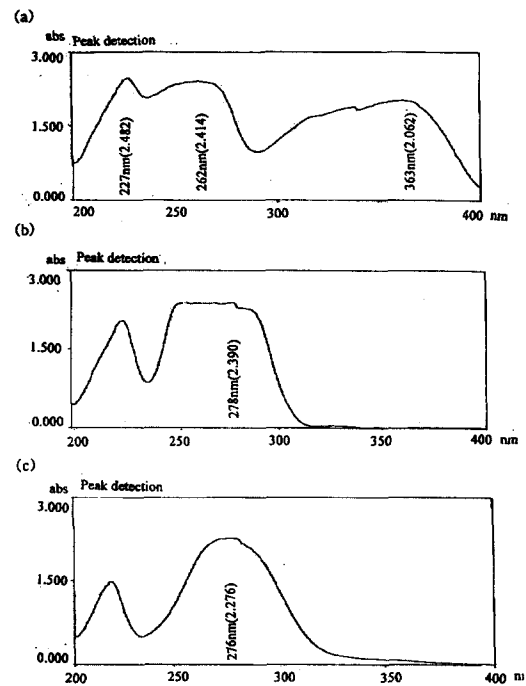 (a)
abs Peak detection
3.000
1.500
0.000
227nm(2.482)
262nm(2.414)
363nm(2.062)
200 250 300 400 nm
(b)
abs Peak detection
3.000
1.500
0.000
278nm(2.390)
200 250 300 350 400 nm
(c)
abs Peak detection
3.000
1.500
0.000
276nm(2.276)
200 250 300 350 400 nm